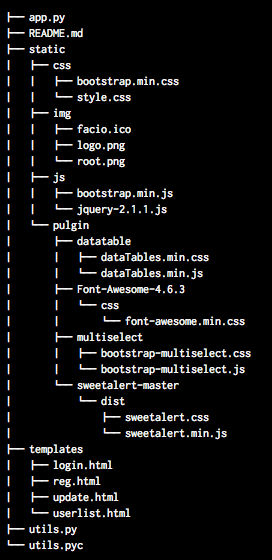 ├── app.py
├── README.md
├── static
│   ├── css
│   │   ├── bootstrap.min.css
│   │   └── style.css
│   ├── img
│   │   ├── facio.ico
│   │   ├── logo.png
│   │   └── root.png
│   ├── js
│   │   ├── bootstrap.min.js
│   │   └── jquery-2.1.1.js
│   └── pulgin
│       ├── datatable
│       │   ├── dataTables.min.css
│       │   └── dataTables.min.js
│       ├── Font-Awesome-4.6.3
│       │   └── css
│       │       └── font-awesome.min.css
│       ├── multiselect
│       │   ├── bootstrap-multiselect.css
│       │   └── bootstrap-multiselect.js
│       └── sweetalert-master
│           └── dist
│               ├── sweetalert.css
│               └── sweetalert.min.js
├── templates
│   ├── login.html
│   ├── reg.html
│   ├── update.html
│   └── userlist.html
├── utils.py
└── utils.pyc